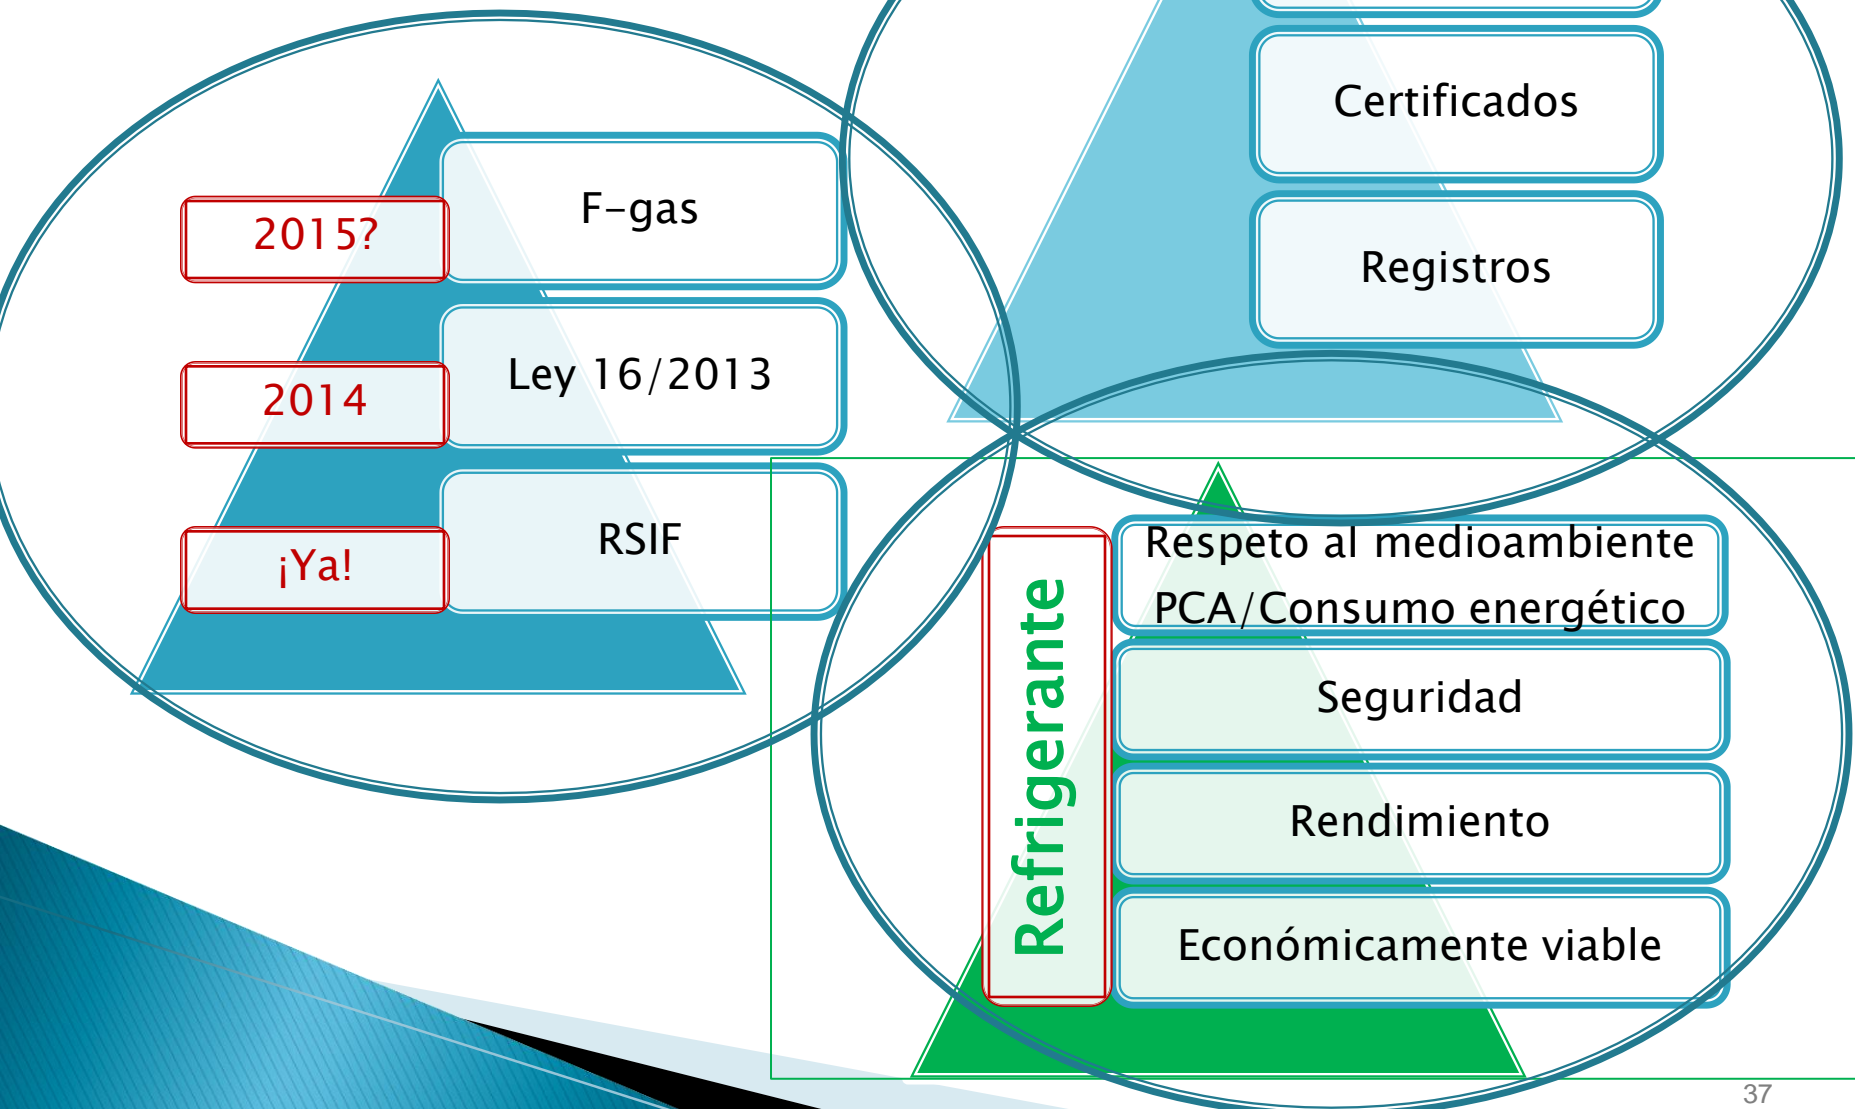 2015?
F-gas
2014
Ley 16/2013
¡Ya!
RSIF
Certificados
Registros
Refrigerante
Respeto al medioambiente
PCA/Consumo energético
Seguridad
Rendimiento
Económicamente viable
37